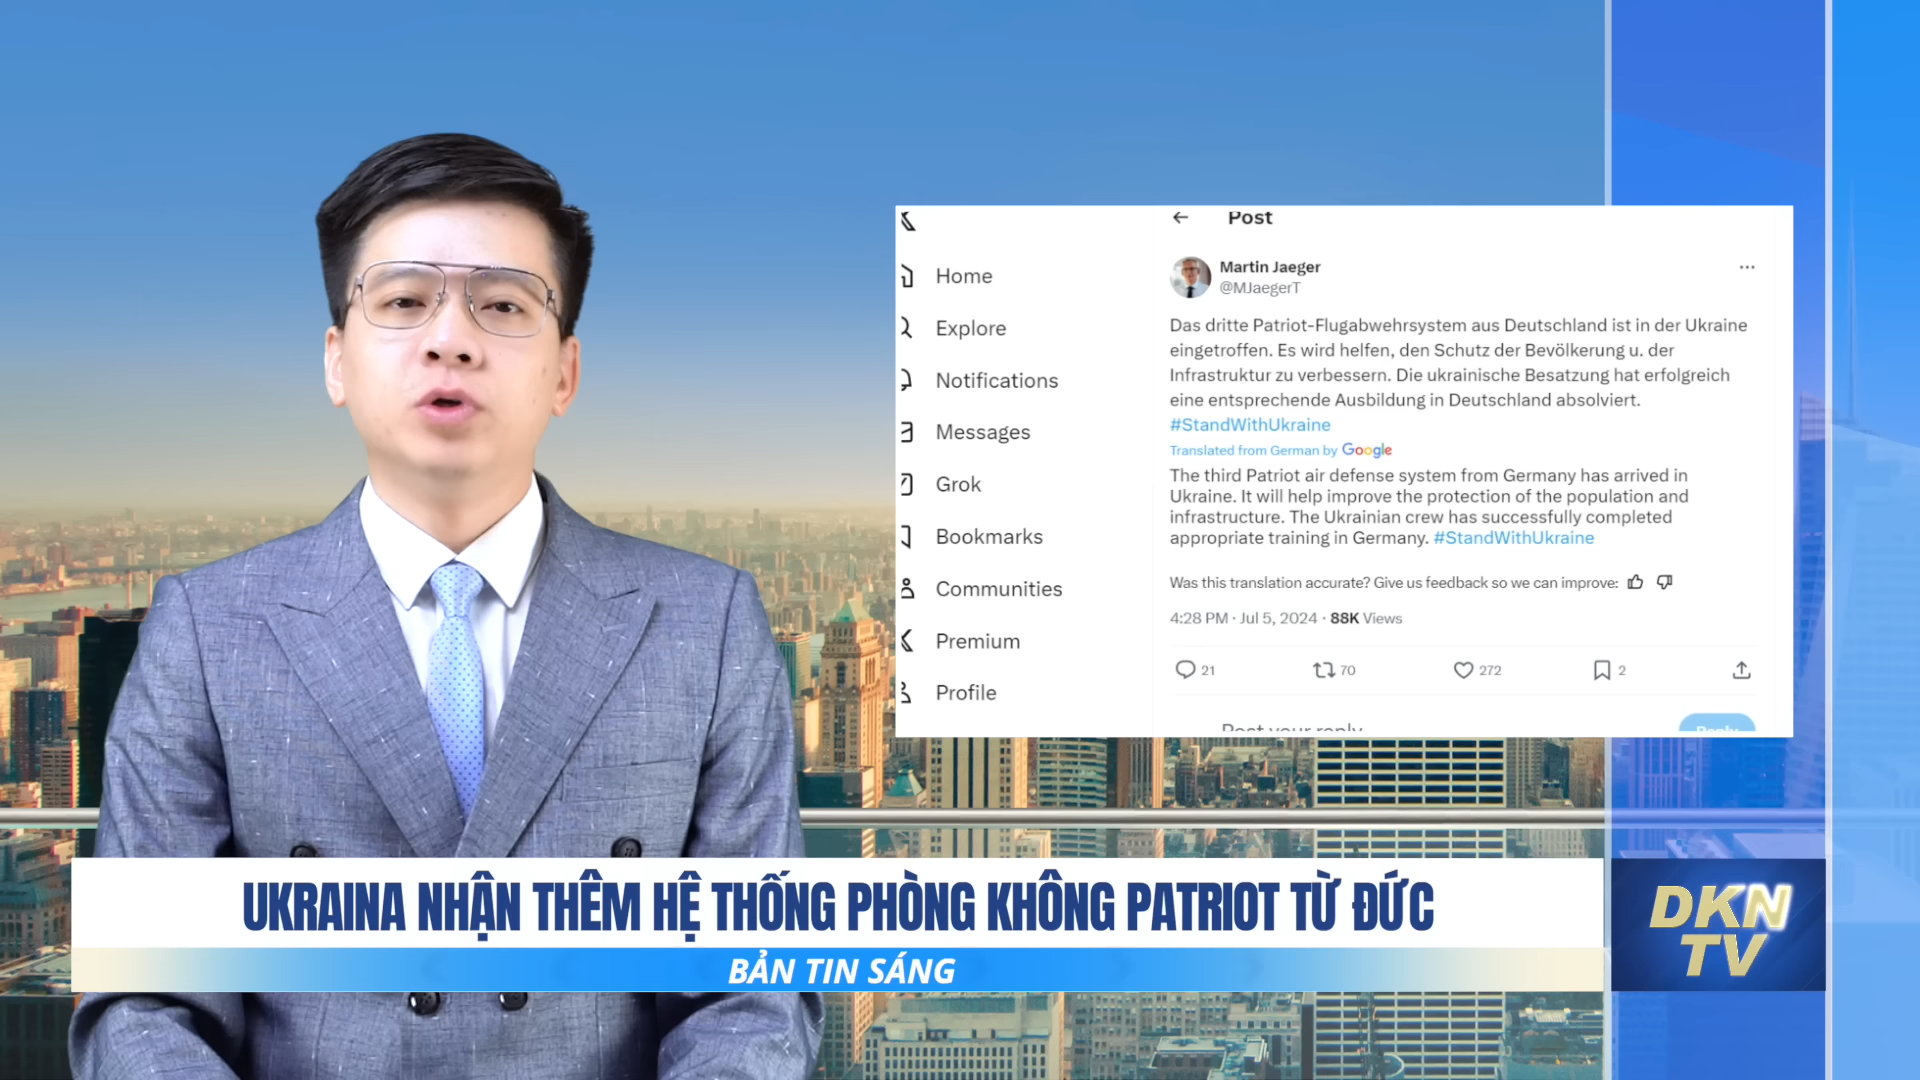 Home
Explore
Notifications
Messages
Grok
Bookmarks
Communities
Premium
Profile
Post
Martin Jaeger
@MJaegerT
Das dritte Patriot-Flugabwehrsystem aus Deutschland ist in der Ukraine
eingetroffen. Es wird helfen, den Schutz der Bevölkerung u. der
Infrastruktur zu verbessern. Die ukrainische Besatzung hat erfolgreich
eine entsprechende Ausbildung in Deutschland absolviert.
#StandWithUkraine
Translated from German by Google
The third Patriot air defense system from Germany has arrived in
Ukraine. It will help improve the protection of the population and
infrastructure. The Ukrainian crew has successfully completed
appropriate training in Germany. #StandWithUkraine
Was this translation accurate? Give us feedback so we can improve:
4:28 PM · Jul 5, 2024 · 88K Views
21 70 272 2
Post your reply
Reply
UKRAINA NHẬN THÊM HỆ THỐNG PHÒNG KHÔNG PATRIOT TỪ ĐỨC
BẢN TIN SÁNG
DKN
TV